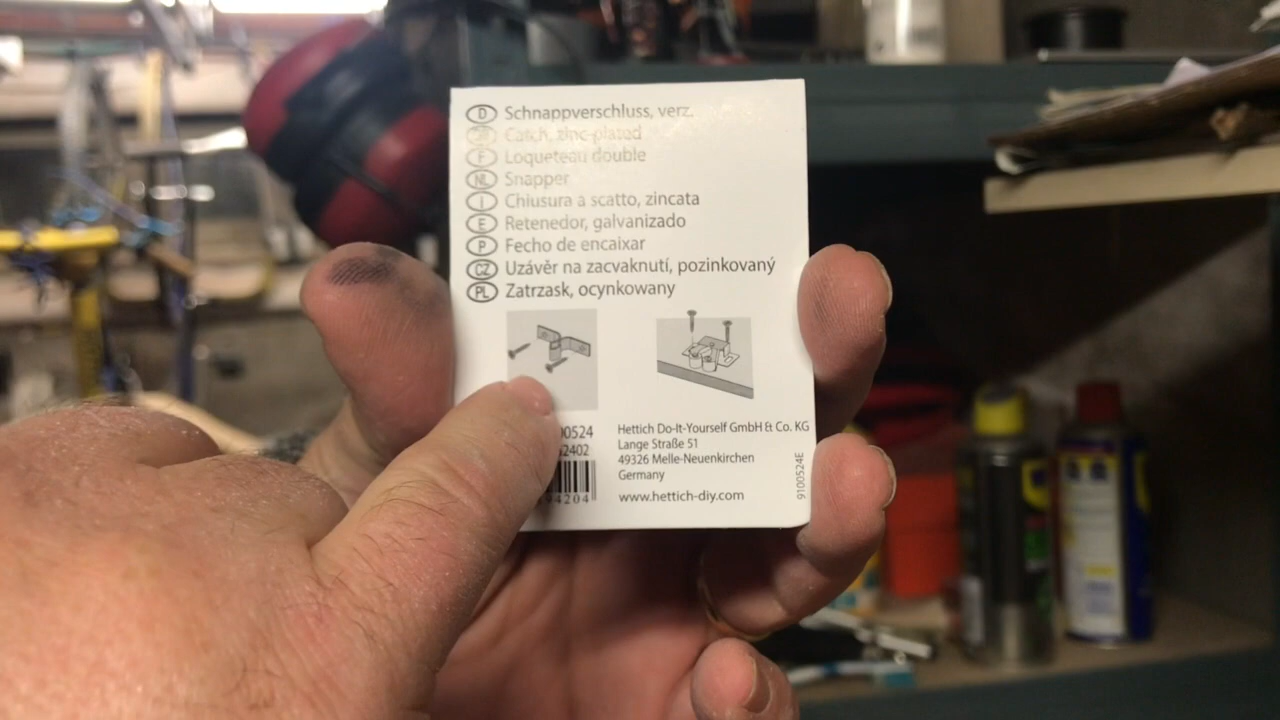 D Schnappverschluss, verz.
GB Catch, zinc-plated
F Loqueteau double
NL Snapper
I Chiusura a scatto, zincata
E Retenedor, galvanizado
P Fecho de encaixar
CZ Uzávěr na zacvaknutí, pozinkovaný
PL Zatrzask, ocynkowany
00524
2402
94204
Hettich Do-It-Yourself GmbH & Co. KG
Lange Straße 51
49326 Melle-Neuenkirchen
Germany
www.hettich-diy.com
9100524E